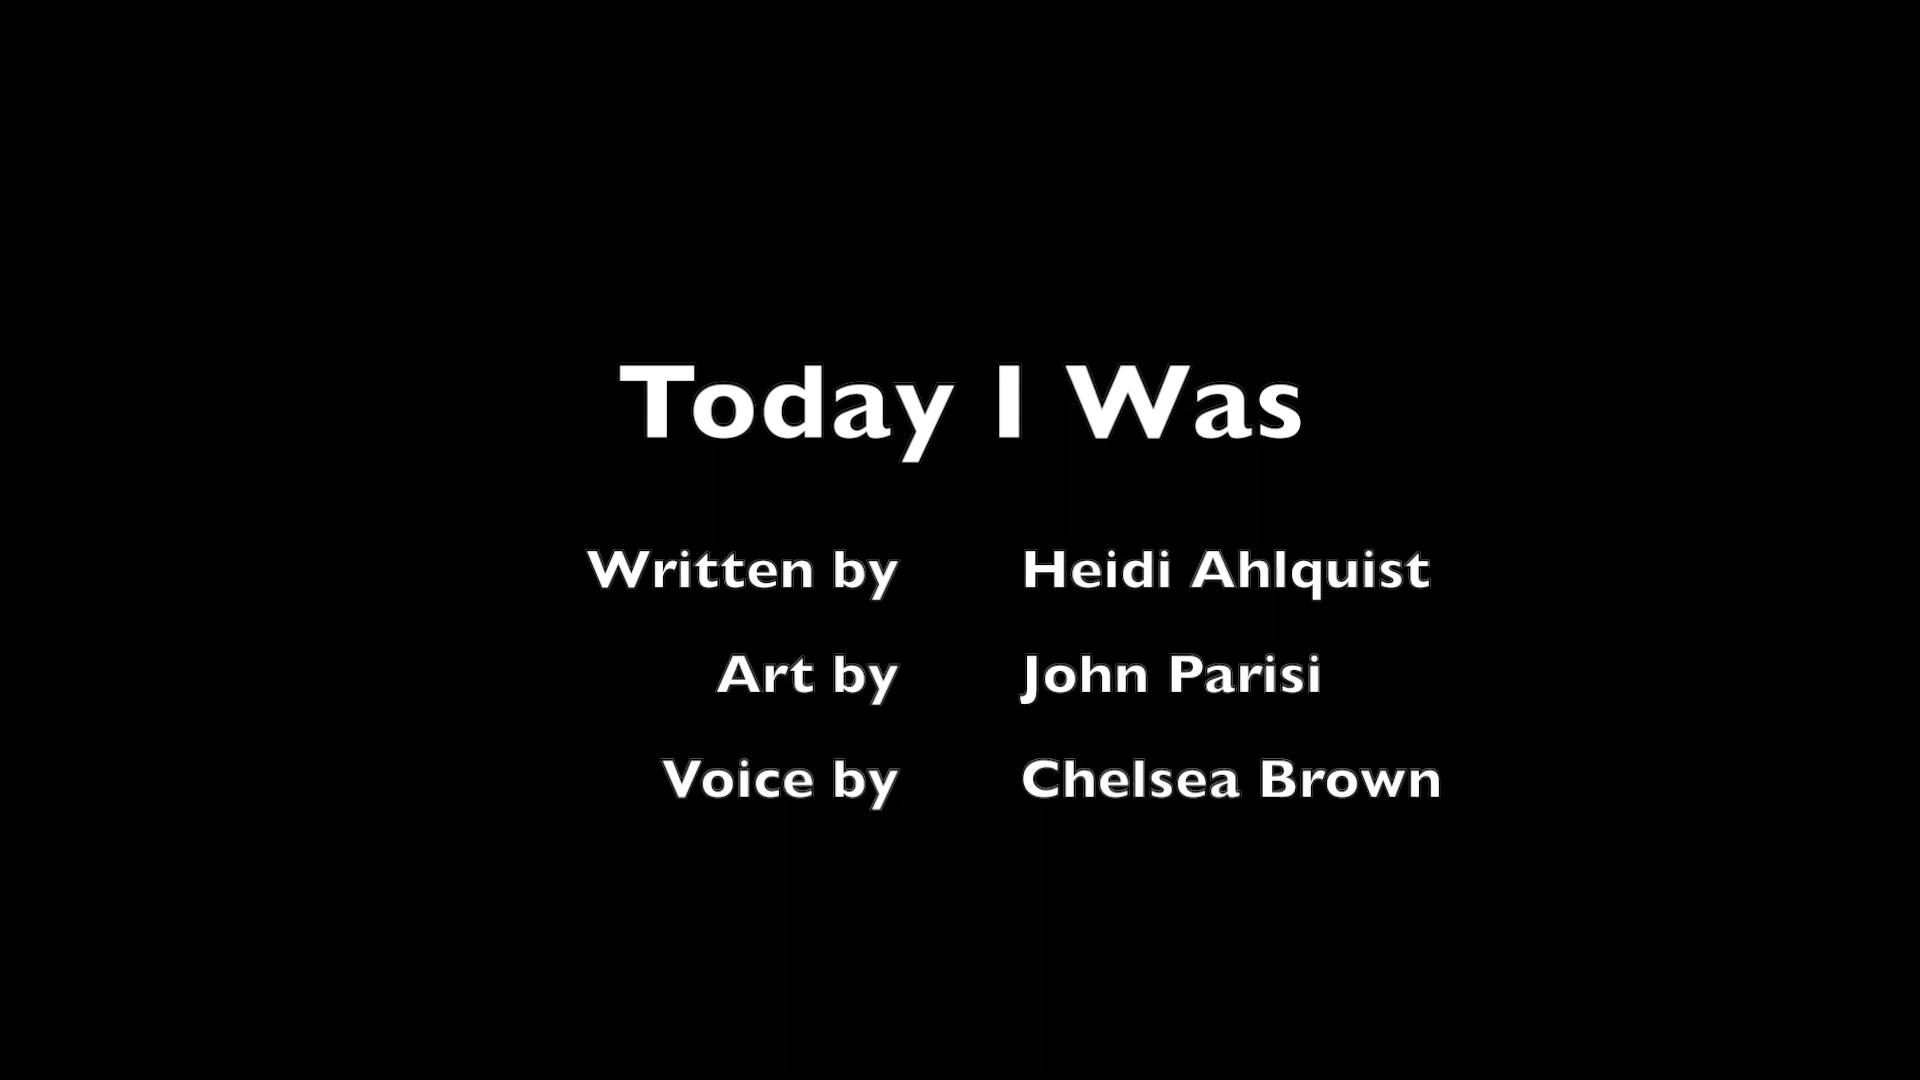 Today I Was
Written by Heidi Ahlquist
Art by John Parisi
Voice by Chelsea Brown